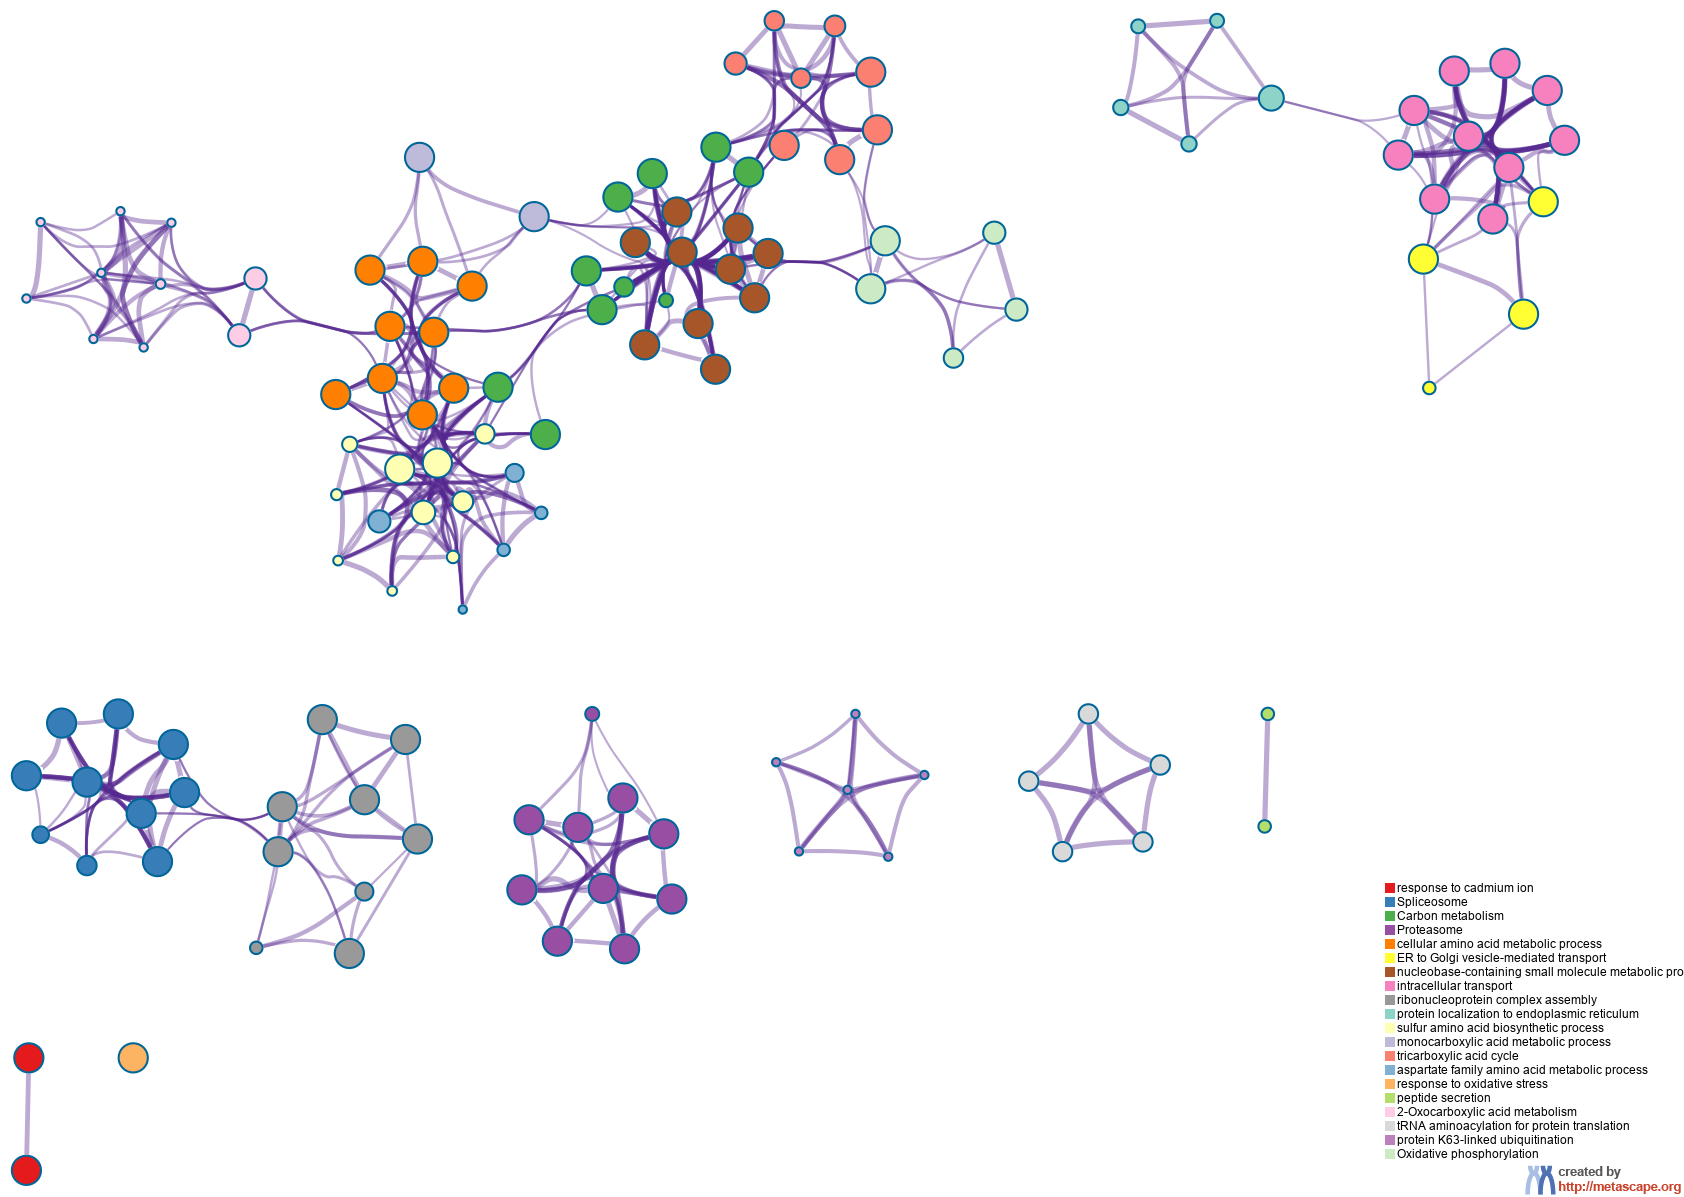 response to cadmium ion
Spliceosome
Carbon metabolism
Proteasome
cellular amino acid metabolic process
ER to Golgi vesicle-mediated transport
nucleobase-containing small molecule metabolic pro
intracellular transport
ribonucleoprotein complex assembly
protein localization to endoplasmic reticulum
sulfur amino acid biosynthetic process
monocarboxylic acid metabolic process
tricarboxylic acid cycle
aspartate family amino acid metabolic process
response to oxidative stress
peptide secretion
2-Oxocarboxylic acid metabolism
tRNA aminoacylation for protein translation
protein K63-linked ubiquitination
Oxidative phosphorylation
created by
http://metascape.org